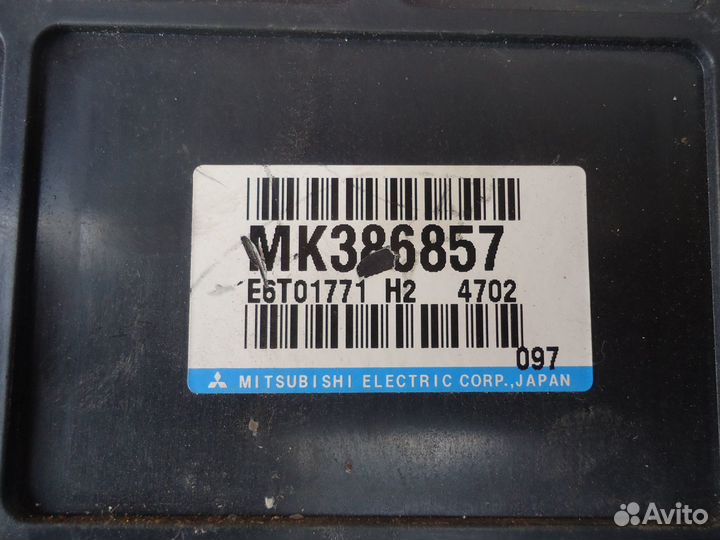 MK386857
E6T01771 H2 4702
097
MITSUBISHI ELECTRIC CORP.,JAPAN
Avito